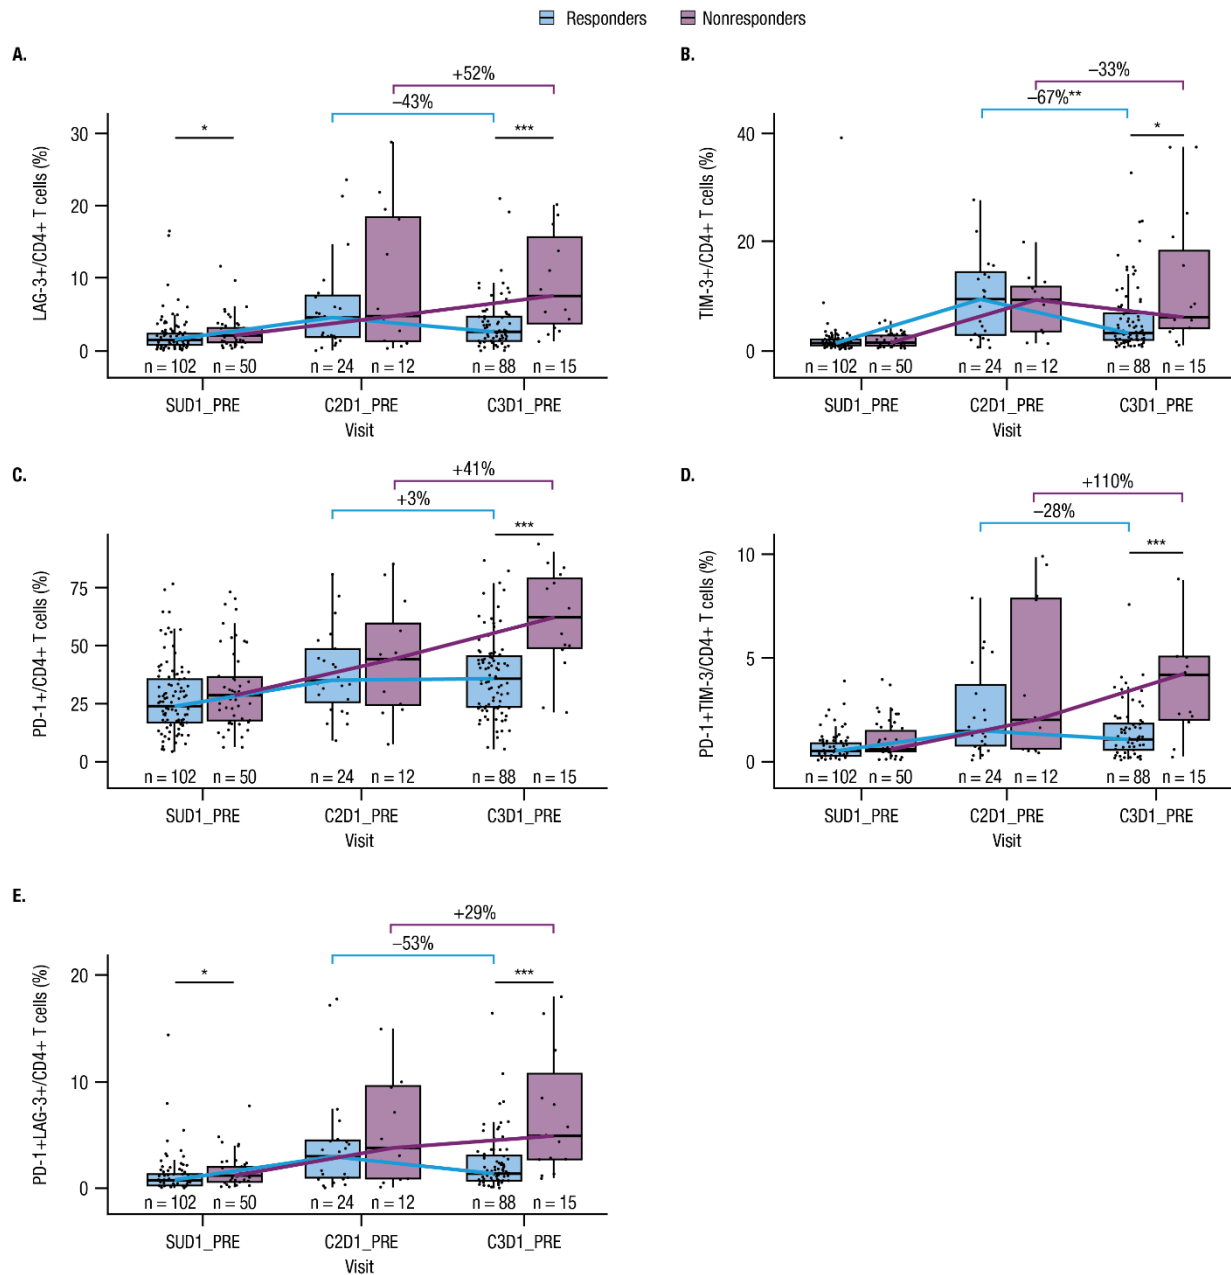 Responders Nonresponders
A.
+52%
−43%
* ***
LAG-3+/CD4+ T cells (%)
30
20
10
0
n = 102 n = 50 n = 24 n = 12 n = 88 n = 15
SUD1_PRE C2D1_PRE C3D1_PRE
Visit
B.
−33%
−67%**
*
TIM-3+/CD4+ T cells (%)
40
20
0
n = 102 n = 50 n = 24 n = 12 n = 88 n = 15
SUD1_PRE C2D1_PRE C3D1_PRE
Visit
C.
+41%
+3%
***
PD-1+/CD4+ T cells (%)
75
50
25
0
n = 102 n = 50 n = 24 n = 12 n = 88 n = 15
SUD1_PRE C2D1_PRE C3D1_PRE
Visit
D.
+110%
−28%
***
PD-1+TIM-3/CD4+ T cells (%)
10
5
0
n = 102 n = 50 n = 24 n = 12 n = 88 n = 15
SUD1_PRE C2D1_PRE C3D1_PRE
Visit
E.
+29%
−53%
* ***
PD-1+LAG-3+/CD4+ T cells (%)
20
10
0
n = 102 n = 50 n = 24 n = 12 n = 88 n = 15
SUD1_PRE C2D1_PRE C3D1_PRE
Visit